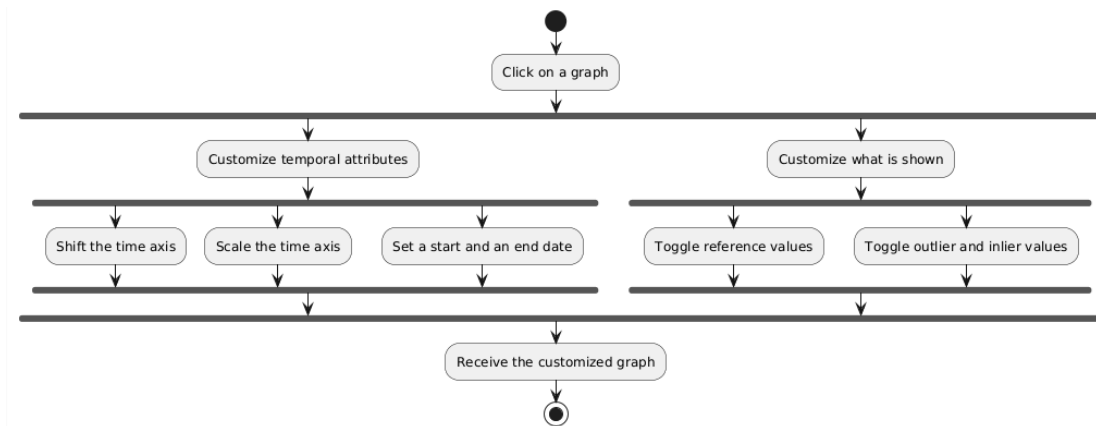 Click on a graph
Customize temporal attributes
Customize what is shown
Shift the time axis
Scale the time axis
Set a start and an end date
Toggle reference values
Toggle outlier and inlier values
Receive the customized graph